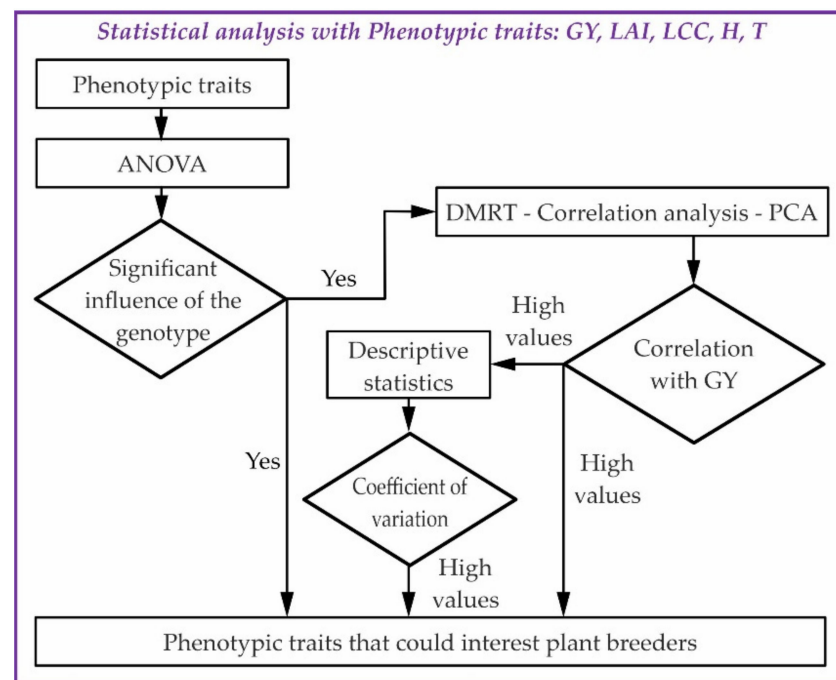 Statistical analysis with Phenotypic traits: GY, LAI, LCC, H, T
Phenotypic traits
ANOVA
Significant
influence of the
genotype
Yes
DMRT - Correlation analysis - PCA
High
values
Correlation
with GY
Descriptive
statistics
Yes
Coefficient of
variation
High
values
High
values
Phenotypic traits that could interest plant breeders